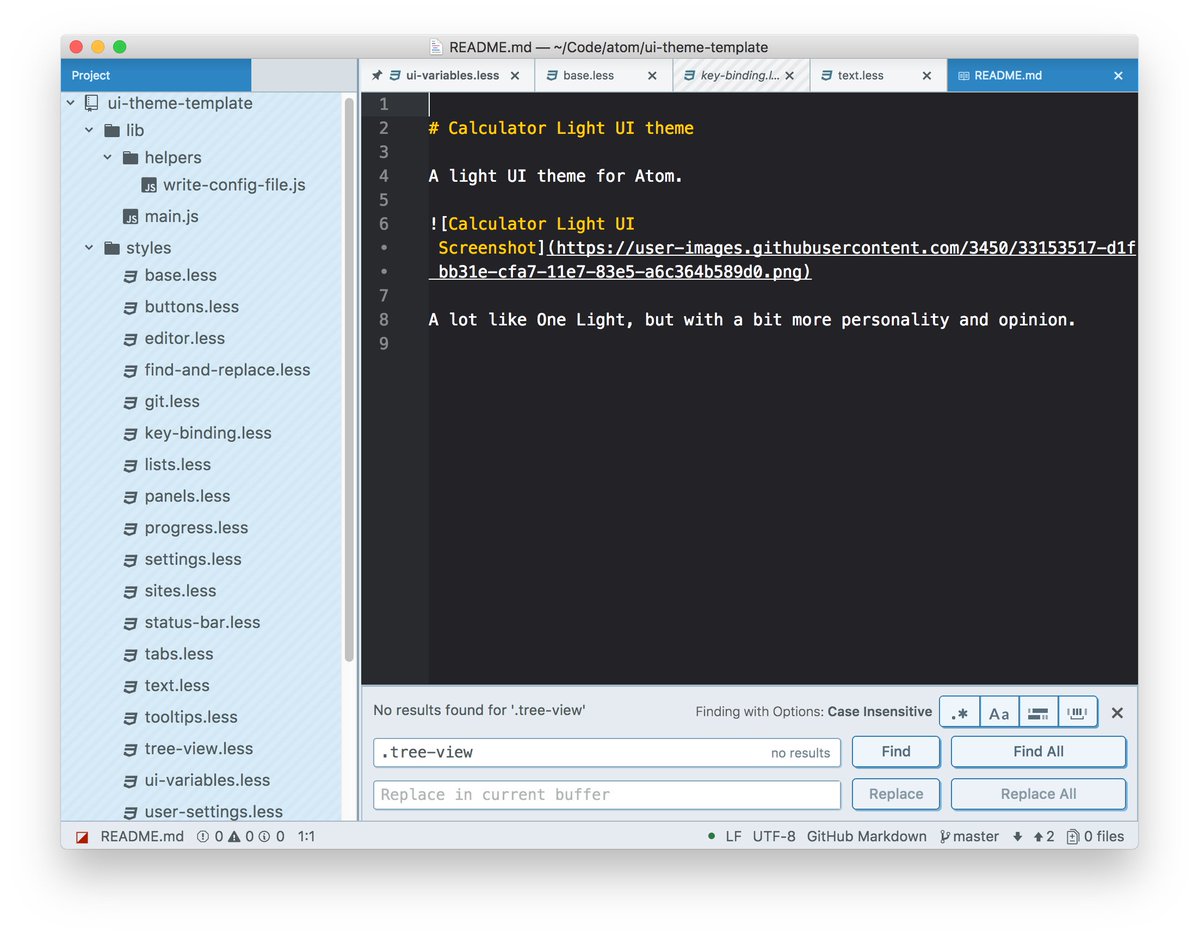 README.md — ~/Code/atom/ui-theme-template
Project
ui-variables.less
base.less
key-binding.l...
text.less
README.md
ui-theme-template
lib
helpers
write-config-file.js
main.js
styles
base.less
buttons.less
editor.less
find-and-replace.less
git.less
key-binding.less
lists.less
panels.less
progress.less
settings.less
sites.less
status-bar.less
tabs.less
text.less
tooltips.less
tree-view.less
ui-variables.less
user-settings.less
1
2 # Calculator Light UI theme
3
4 A light UI theme for Atom.
5
6 ![Calculator Light UI
• Screenshot](https://user-images.githubusercontent.com/3450/33153517-d1f
• bb31e-cfa7-11e7-83e5-a6c364b589d0.png)
7
8 A lot like One Light, but with a bit more personality and opinion.
9
No results found for '.tree-view'
Finding with Options: Case Insensitive
.* Aa
.tree-view no results
Find
Find All
Replace in current buffer
Replace
Replace All
README.md 0 0 0 1:1
LF UTF-8 GitHub Markdown master 2 0 files